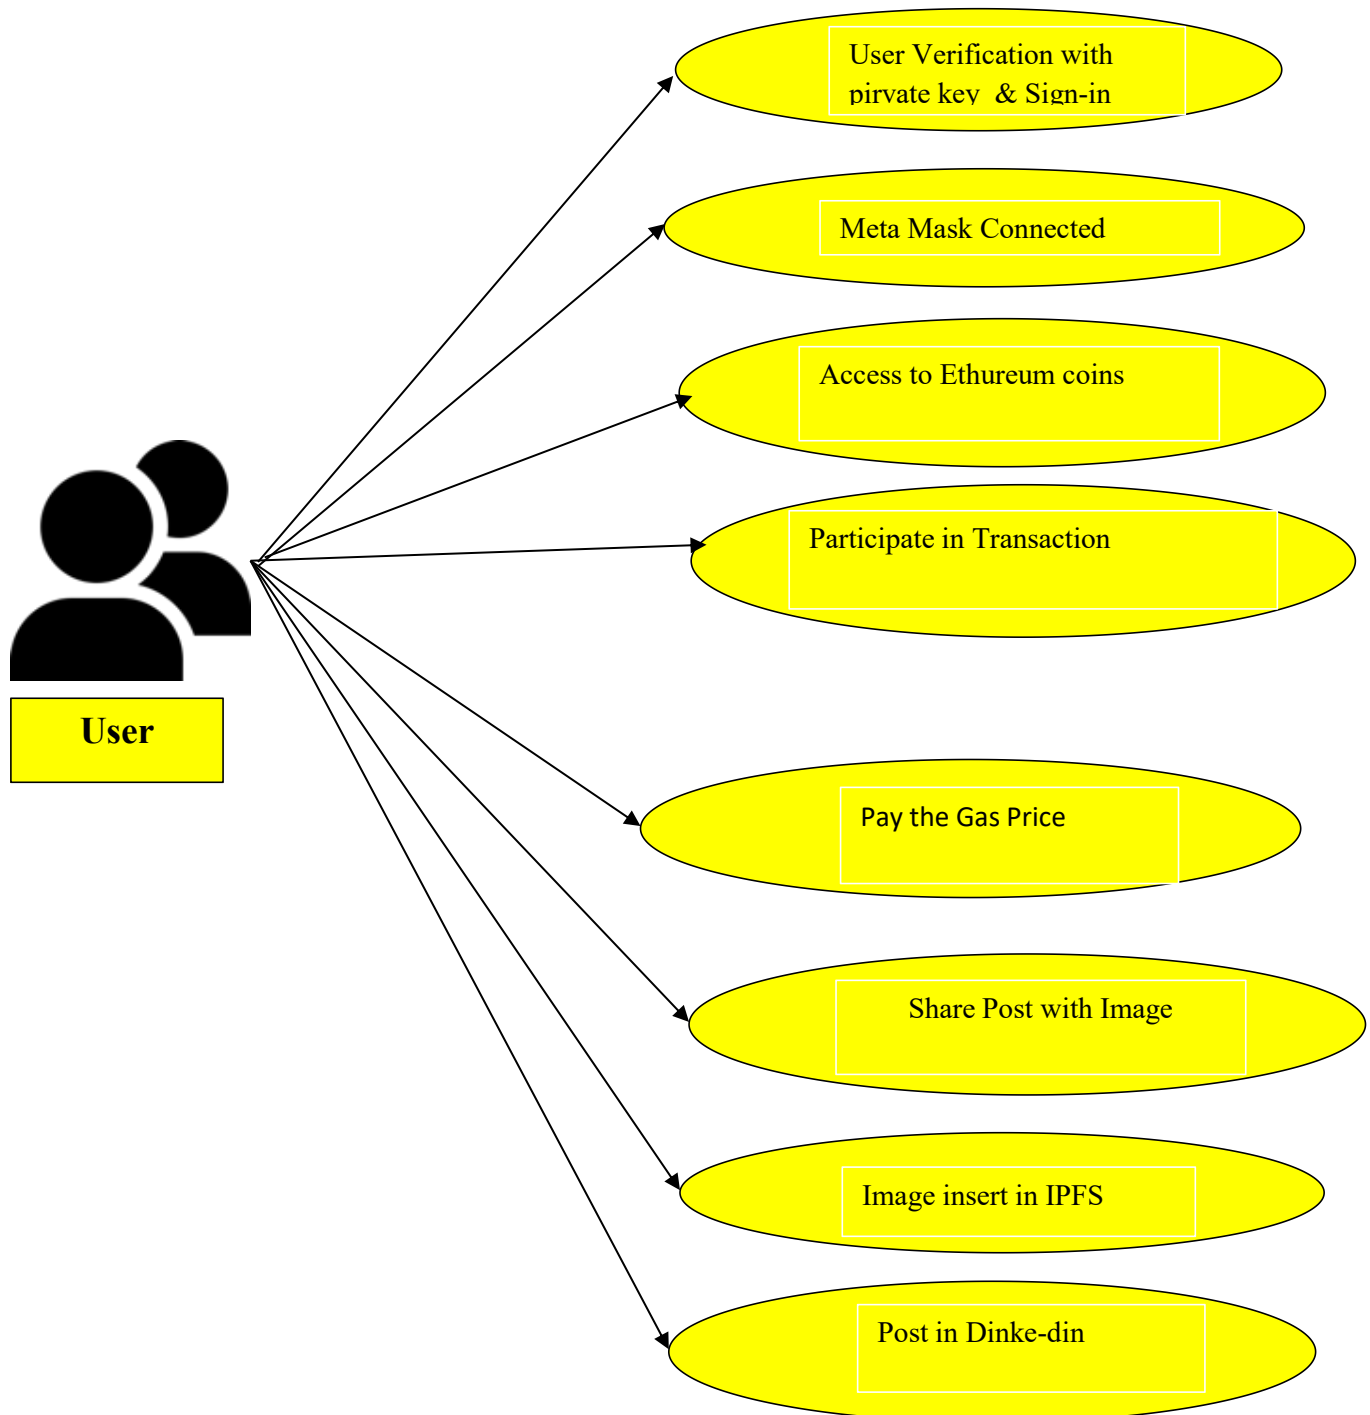 User Verification with
pirvate key & Sign-in
Meta Mask Connected
Access to Ethureum coins
Participate in Transaction
User
Pay the Gas Price
Share Post with Image
Image insert in IPFS
Post in Dinke-din